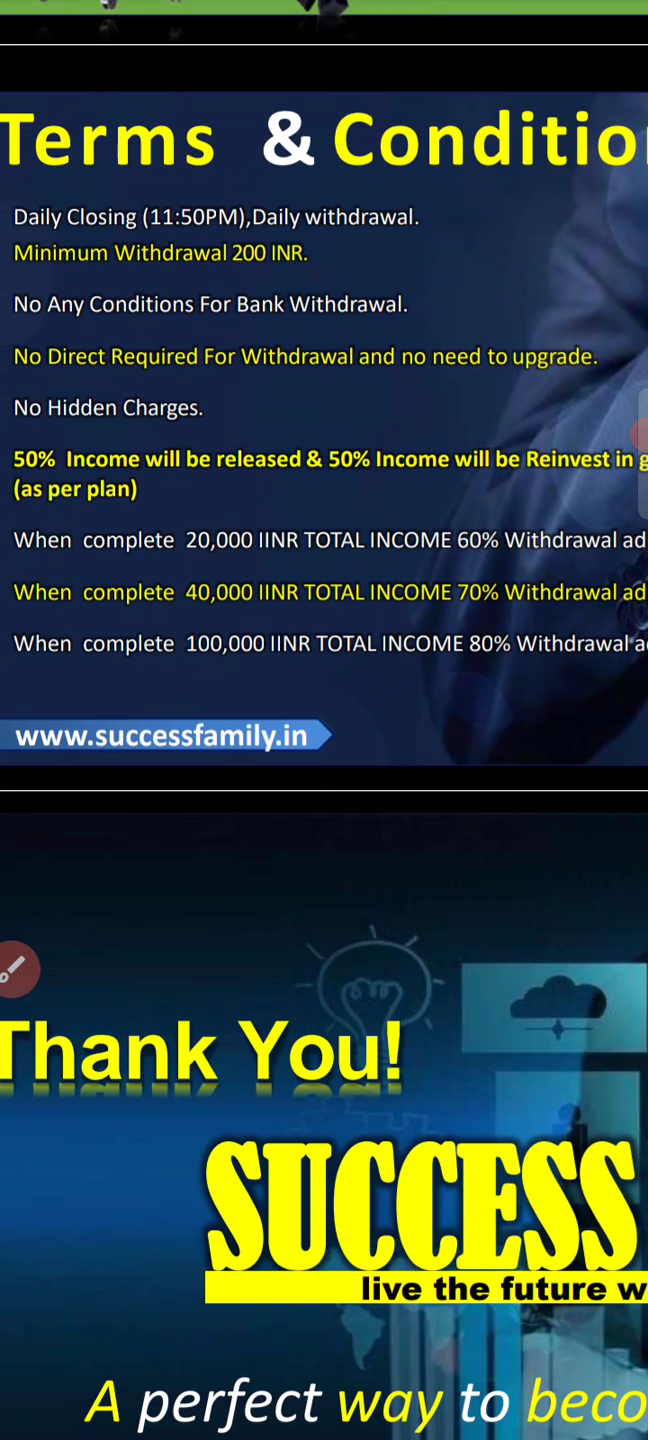 Terms & Conditio
Daily Closing (11:50PM),Daily withdrawal.
Minimum Withdrawal 200 INR.
No Any Conditions For Bank Withdrawal.
No Direct Required For Withdrawal and no need to upgrade.
No Hidden Charges.
50% Income will be released & 50% Income will be Reinvest in g
(as per plan)
When complete 20,000 IINR TOTAL INCOME 60% Withdrawal ad
When complete 40,000 IINR TOTAL INCOME 70% Withdrawal ad
When complete 100,000 IINR TOTAL INCOME 80% Withdrawal a
www.successfamily.in
Thank You!
SUCCESS
live the future w
A perfect way to beco